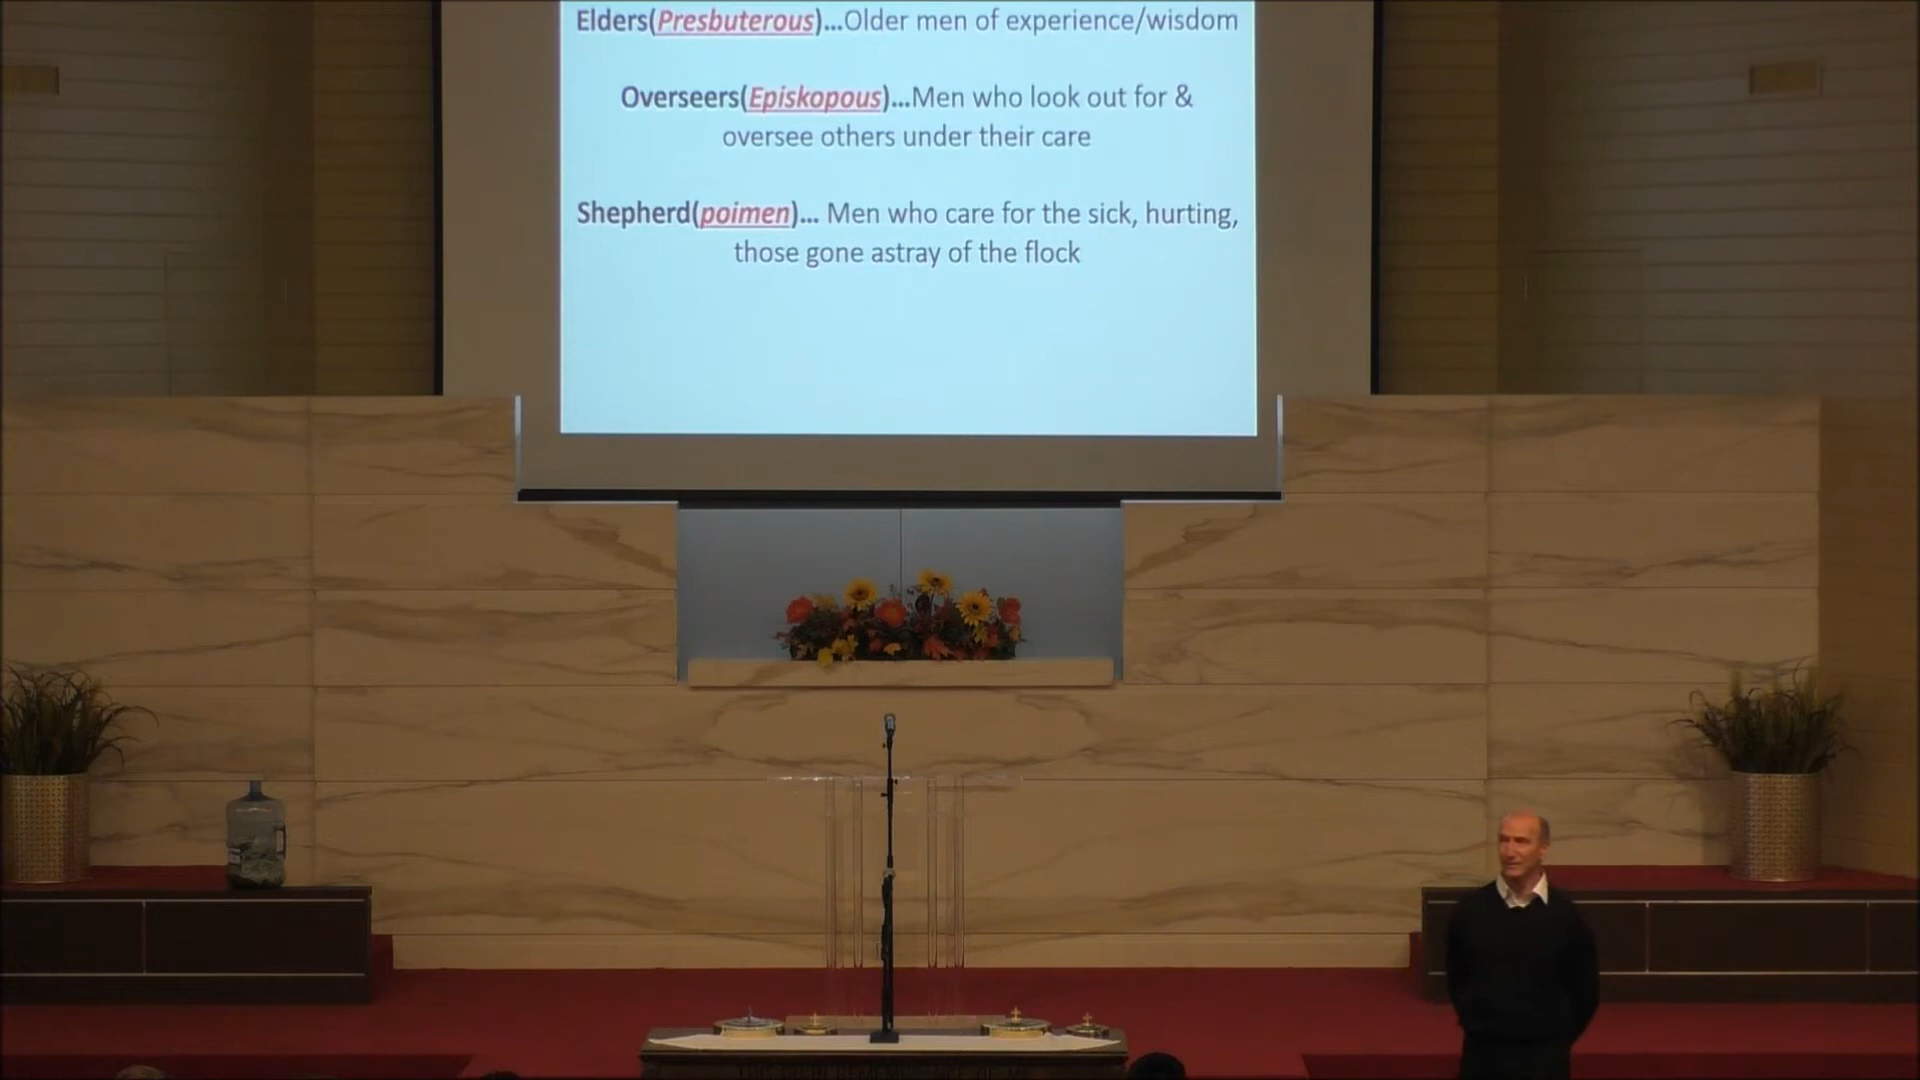 Elders(Presbuterous)...Older men of experience/wisdom
Overseers(Episkopous)...Men who look out for &
oversee others under their care
Shepherd(poimen)... Men who care for the sick, hurting,
those gone astray of the flock